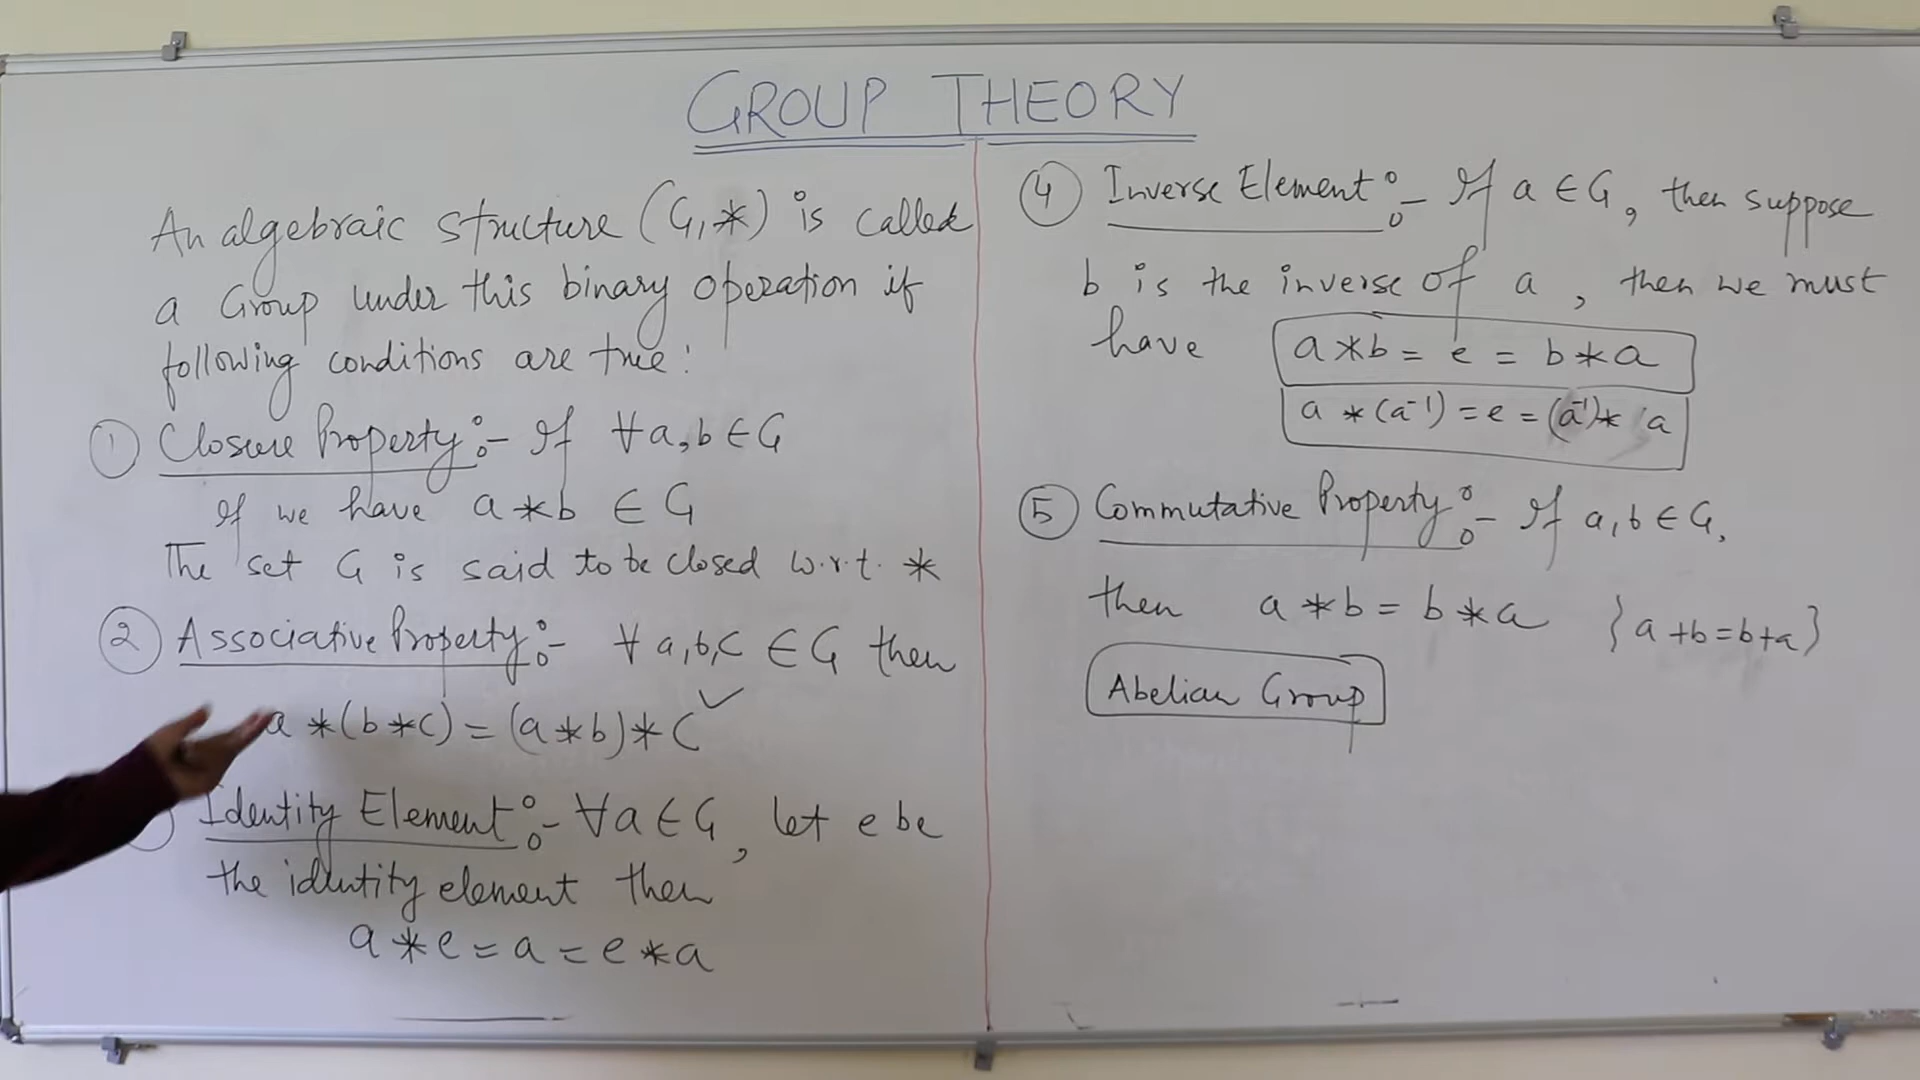 GROUP THEORY
An algebraic structure (G,*) is called
a Group under this binary operation if
following conditions are true:
① Closure Property:- If ∀a,b∈G
If we have a*b ∈ G
The set G is said to be closed w.r.t. *
② Associative Property:- ∀ a,b,c ∈ G then
a*(b*c) = (a*b)*c ✓
Identity Element:- ∀a∈G, let e be
the identity element then
a*e = a = e*a
④ Inverse Element:- If a∈G, then suppose
b is the inverse of a, then we must
have a*b = e = b*a
a*(a⁻¹) = e = (a⁻¹)*a
⑤ Commutative Property:- If a,b∈G,
then a*b = b*a {a+b=b+a}
Abelian Group